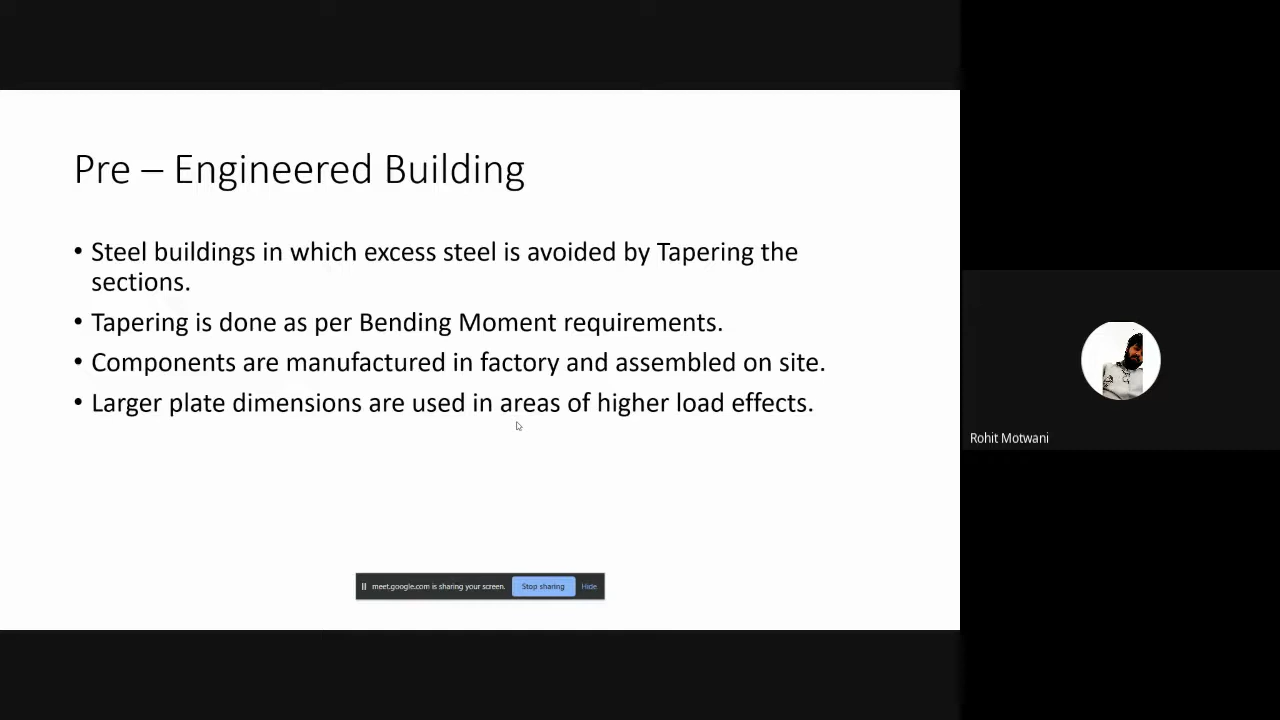 Pre – Engineered Building
• Steel buildings in which excess steel is avoided by Tapering the
sections.
• Tapering is done as per Bending Moment requirements.
• Components are manufactured in factory and assembled on site.
• Larger plate dimensions are used in areas of higher load effects.
meet.google.com is sharing your screen. Stop sharing Hide
Rohit Motwani